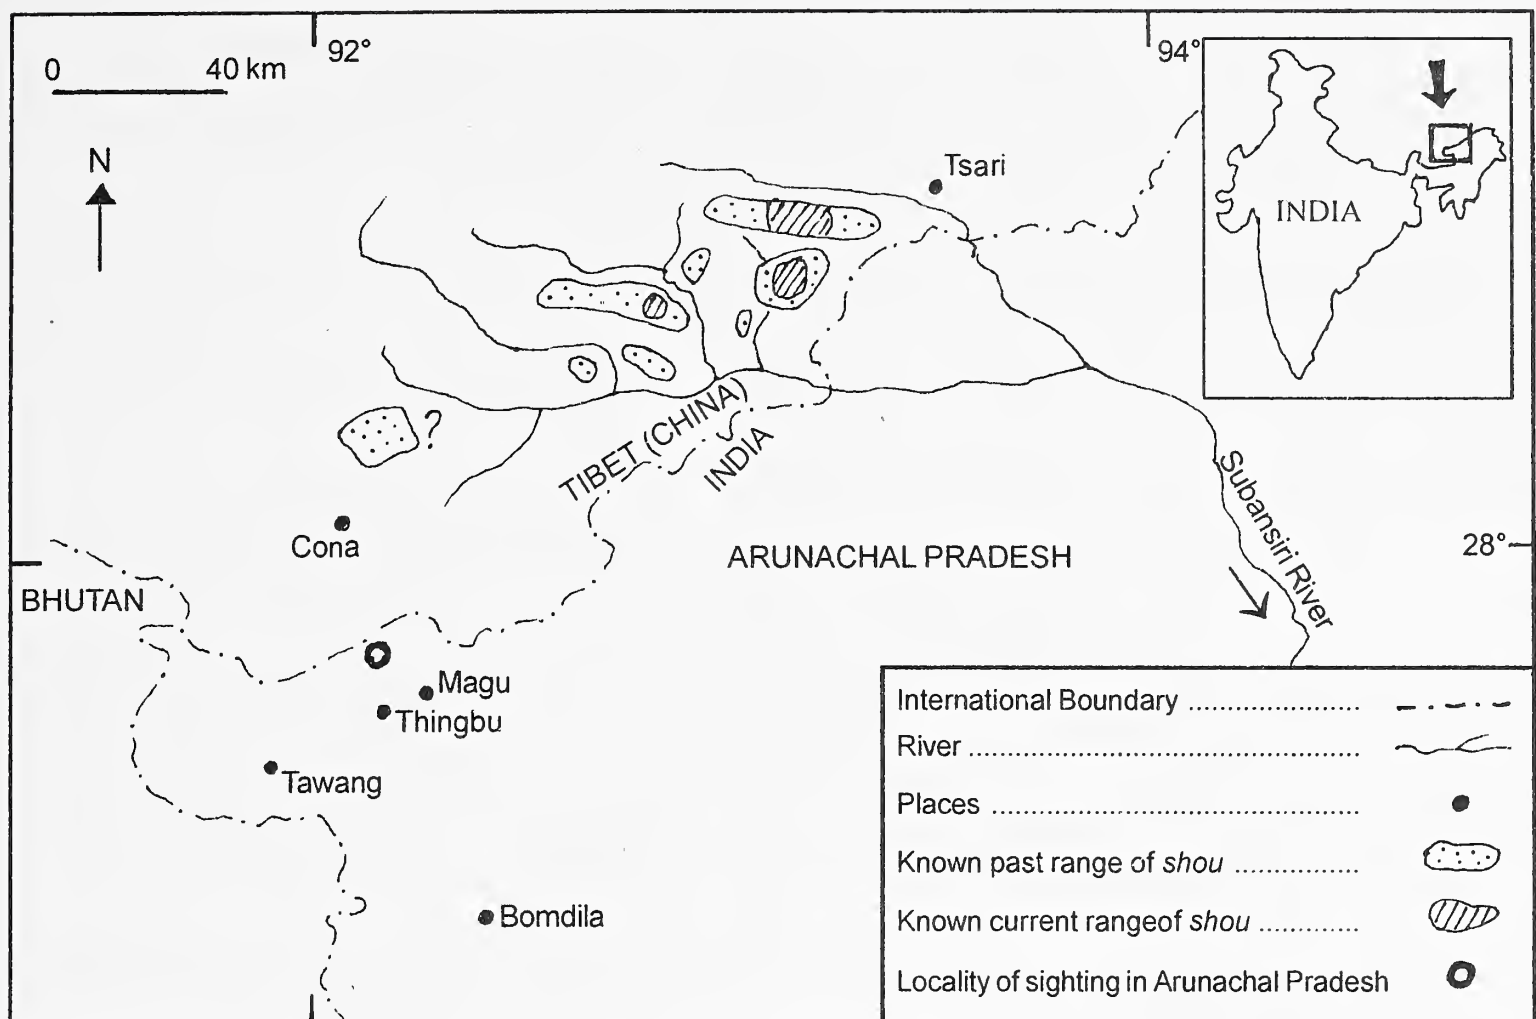 92°
94°
0 40 km
N
Tsari
INDIA
?
TIBET (CHINA)
INDIA
Subansiri River
Cona
ARUNACHAL PRADESH
28°
BHUTAN
Magu
Thingbu
Tawang
Bomdila
International Boundary ......................
River ..................................................
Places ...............................................
Known past range of shou ................
Known current rangeof shou .............
Locality of sighting in Arunachal Pradesh